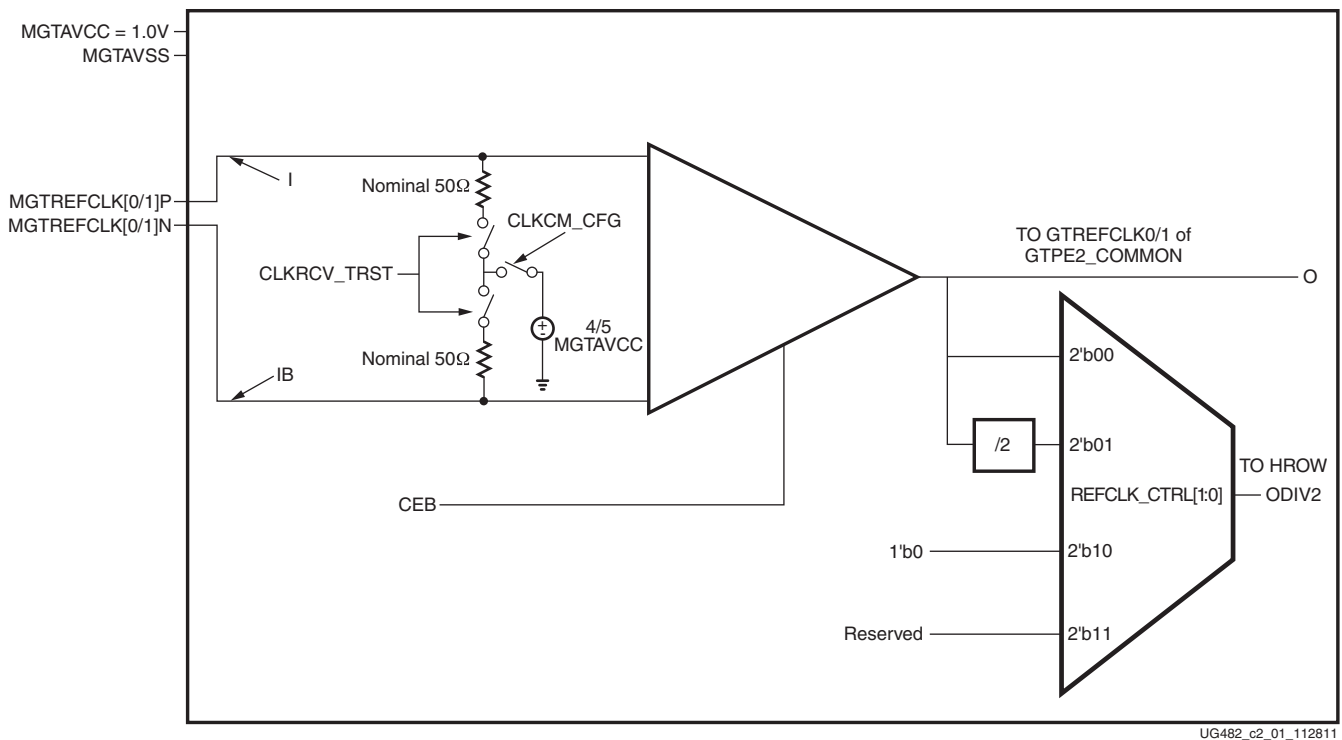 MGTAVCC = 1.0V
MGTAVSS
I
Nominal 50Ω
MGTREFCLK[0/1]P
MGTREFCLK[0/1]N
CLKCM_CFG
CLKRCV_TRST
+
-
4/5
MGTAVCC
Nominal 50Ω
IB
CEB
TO GTREFCLK0/1 of
GTPE2_COMMON
O
2'b00
/2
2'b01
TO HROW
REFCLK_CTRL[1:0]
ODIV2
1'b0
2'b10
Reserved
2'b11
UG482_c2_01_112811